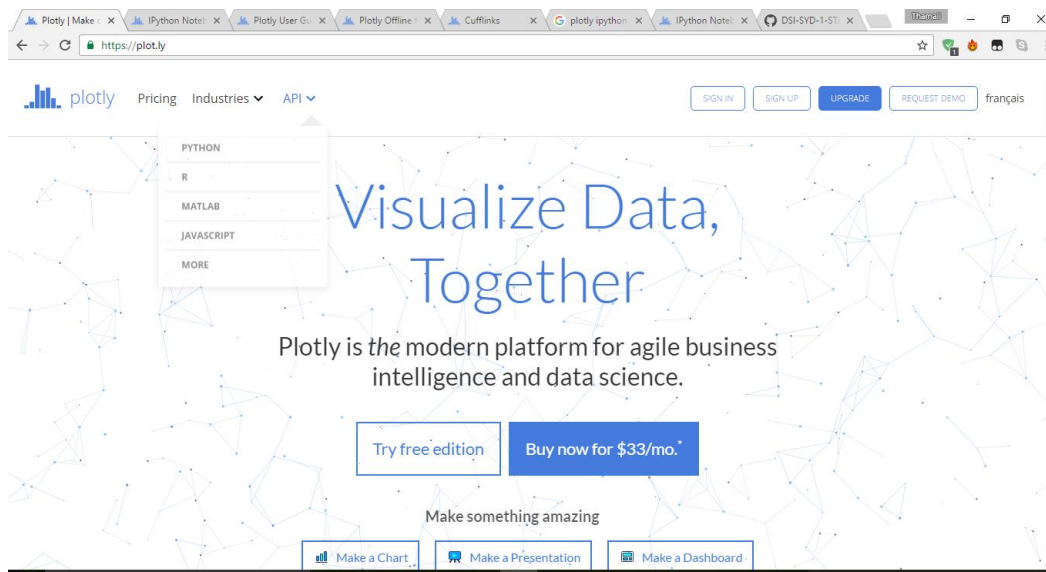 Plotly | Make c
IPython Noteb
Plotly User Gu
Plotly Offline f
Cufflinks
plotly ipython
IPython Noteb
DSI-SYD-1-ST
https://plot.ly
1
plotly
Pricing
Industries
API
SIGN IN
SIGN UP
UPGRADE
REQUEST DEMO
français
PYTHON
R
MATLAB
JAVASCRIPT
MORE
Visualize Data,
Together
Plotly is the modern platform for agile business
intelligence and data science.
Try free edition
Buy now for $33/mo.*
Make something amazing
Make a Chart
Make a Presentation
Make a Dashboard